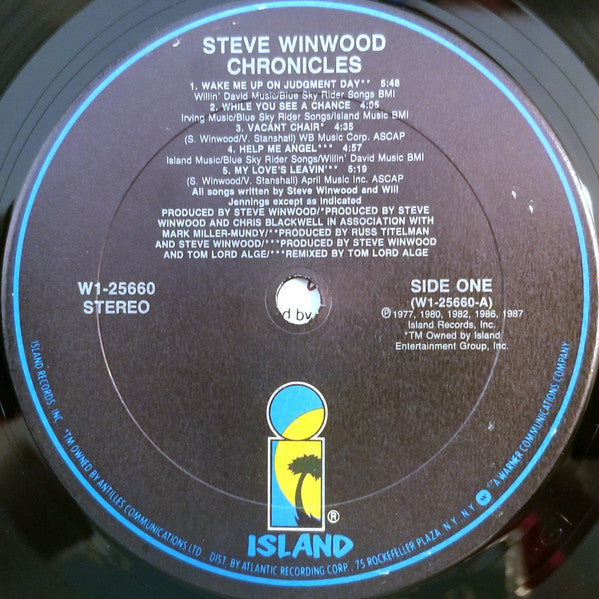 STEVE WINWOOD
CHRONICLES
1. WAKE ME UP ON JUDGMENT DAY** 5:48
Willin' David Music/Blue Sky Rider Songs BMI
2. WHILE YOU SEE A CHANCE 4:05
Irving Music/Blue Sky Rider Songs/Island Music BMI
3. VACANT CHAIR* 4:35
(S. Winwood/V. Stanshall) WB Music Corp. ASCAP
4. HELP ME ANGEL*** 4:57
Island Music/Blue Sky Rider Songs/Willin' David Music BMI
5. MY LOVE'S LEAVIN'** 5:19
(S. Winwood/V. Stanshall) April Music Inc. ASCAP
All songs written by Steve Winwood and Will
Jennings except as indicated
PRODUCED BY STEVE WINWOOD/*PRODUCED BY STEVE
WINWOOD AND CHRIS BLACKWELL IN ASSOCIATION WITH
MARK MILLER-MUNDY/**PRODUCED BY RUSS TITELMAN
AND STEVE WINWOOD/***PRODUCED BY STEVE WINWOOD
AND TOM LORD ALGE/***REMIXED BY TOM LORD ALGE
W1-25660
STEREO
d by
SIDE ONE
(W1-25660-A)
℗ 1977, 1980, 1982, 1986, 1987
Island Records, Inc.
*TM Owned by Island
Entertainment Group, Inc.
i
®
ISLAND
ISLAND RECORDS, INC.
*TM OWNED BY ANTILLES COMMUNICATIONS LTD DIST. BY ATLANTIC RECORDING CORP., 75 ROCKEFELLER PLAZA, N.Y., N.Y. W *A WARNER COMMUNICATIONS COMPANY